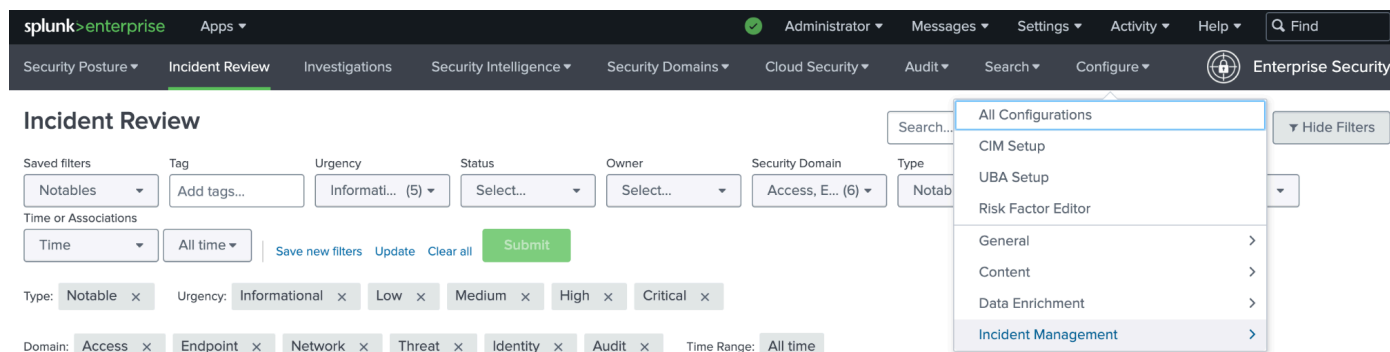 splunk>enterprise Apps Administrator Messages Settings Activity Help Find
Security Posture Incident Review Investigations Security Intelligence Security Domains Cloud Security Audit Search Configure Enterprise Security
Incident Review
Search...
Hide Filters
Saved filters Tag Urgency Status Owner Security Domain Type
Notables Add tags... Informati... (5) Select... Select... Access, E... (6) Notab
Time or Associations
Time All time Save new filters Update Clear all Submit
Type: Notable × Urgency: Informational × Low × Medium × High × Critical ×
Domain: Access × Endpoint × Network × Threat × Identity × Audit × Time Range: All time
All Configurations
CIM Setup
UBA Setup
Risk Factor Editor
General
Content
Data Enrichment
Incident Management